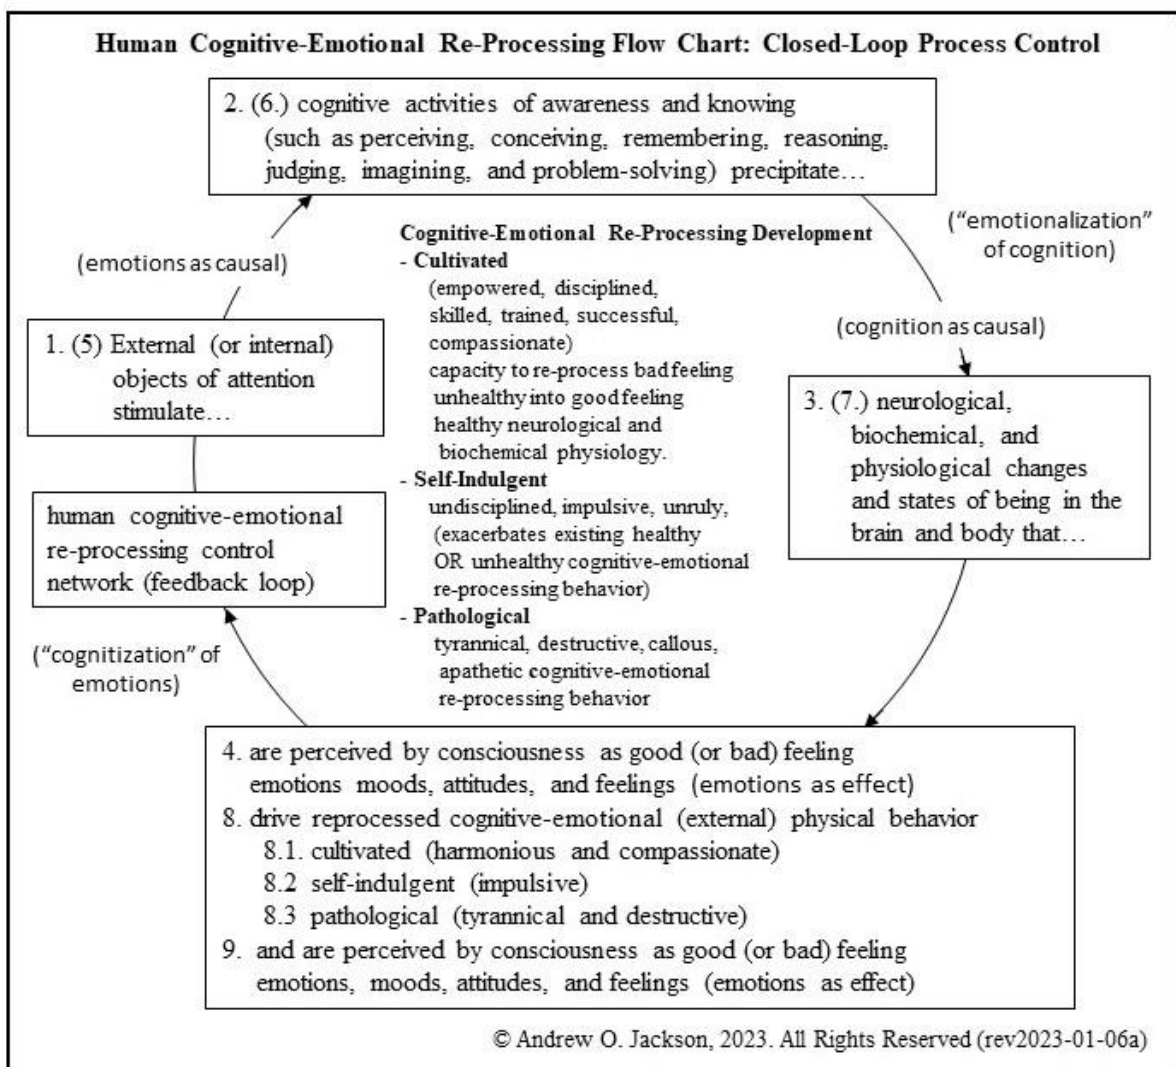 Human Cognitive-Emotional Re-Processing Flow Chart: Closed-Loop Process Control
2. (6.) cognitive activities of awareness and knowing
(such as perceiving, conceiving, remembering, reasoning,
judging, imagining, and problem-solving) precipitate…
(“emotionalization”
of cognition)
(emotions as causal)
(cognition as causal)
1. (5) External (or internal)
objects of attention
stimulate…
human cognitive-emotional
re-processing control
network (feedback loop)
(“cognitization” of
emotions)
Cognitive-Emotional Re-Processing Development
- Cultivated
(empowered, disciplined,
skilled, trained, successful,
compassionate)
capacity to re-process bad feeling
unhealthy into good feeling
healthy neurological and
biochemical physiology.
- Self-Indulgent
undisciplined, impulsive, unruly,
(exacerbates existing healthy
OR unhealthy cognitive-emotional
re-processing behavior)
- Pathological
tyrannical, destructive, callous,
apathetic cognitive-emotional
re-processing behavior
3. (7.) neurological,
biochemical, and
physiological changes
and states of being in the
brain and body that…
4. are perceived by consciousness as good (or bad) feeling
emotions moods, attitudes, and feelings (emotions as effect)
8. drive reprocessed cognitive-emotional (external) physical behavior
8.1. cultivated (harmonious and compassionate)
8.2 self-indulgent (impulsive)
8.3 pathological (tyrannical and destructive)
9. and are perceived by consciousness as good (or bad) feeling
emotions, moods, attitudes, and feelings (emotions as effect)
© Andrew O. Jackson, 2023. All Rights Reserved (rev2023-01-06a)